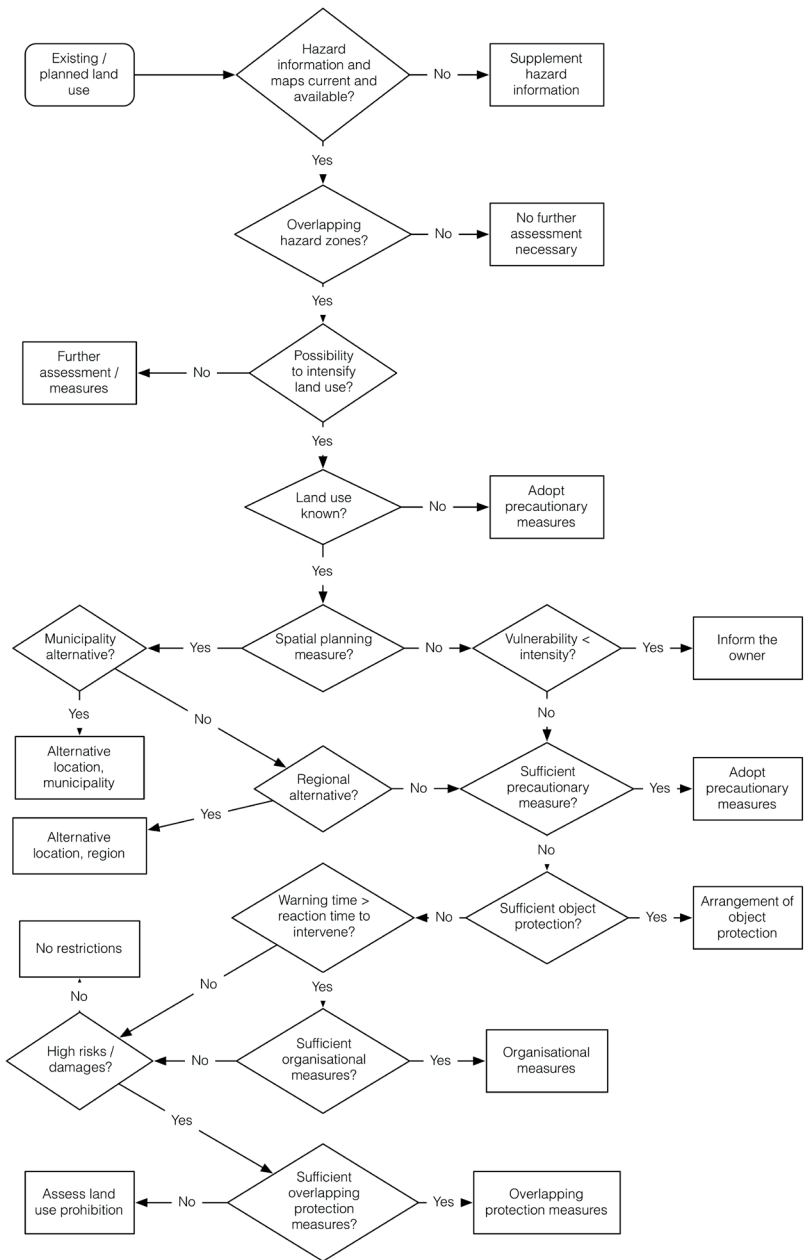 Existing /
planned land
use
Hazard
information and
maps current and
available?
No
Supplement
hazard
information
Yes
Overlapping
hazard zones?
No
No further
assessment
necessary
Yes
Further
assessment /
measures
No
Possibility
to intensify
land use?
Yes
Land use
known?
No
Adopt
precautionary
measures
Yes
Municipality
alternative?
Yes
Spatial planning
measure?
No
Vulnerability <
intensity?
Yes
Inform the
owner
Yes
No
No
Alternative
location,
municipality
Regional
alternative?
No
Sufficient
precautionary
measure?
Yes
Adopt
precautionary
measures
Yes
Alternative
location, region
No
Warning time >
reaction time to
intervene?
No
Sufficient object
protection?
Yes
Arrangement of
object
protection
No restrictions
No
Yes
No
High risks /
damages?
No
Sufficient
organisational
measures?
Yes
Organisational
measures
Yes
Assess land
use prohibition
No
Sufficient
overlapping
protection
measures?
Yes
Overlapping
protection measures